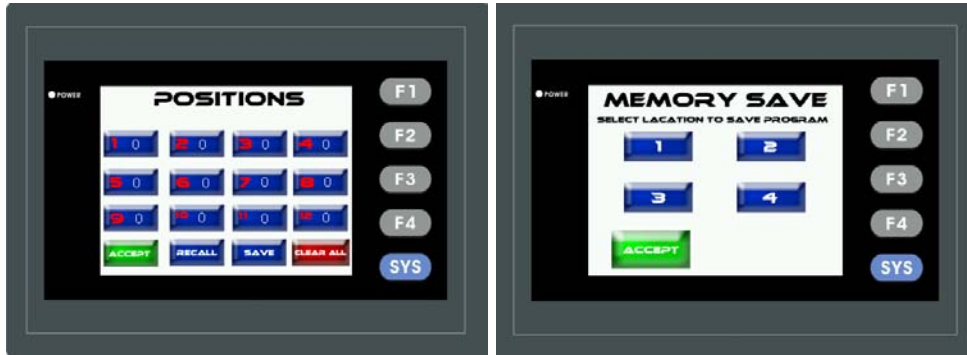 POWER
POSITIONS
F1
1 0 2 0 3 0 4 0
F2
5 0 6 0 7 0 8 0
F3
9 0 10 0 11 0 12 0
F4
ACCEPT RECALL SAVE CLEAR ALL
SYS
POWER
MEMORY SAVE
SELECT LACATION TO SAVE PROGRAM
F1
1 2
F2
3 4
F3
F4
ACCEPT
SYS